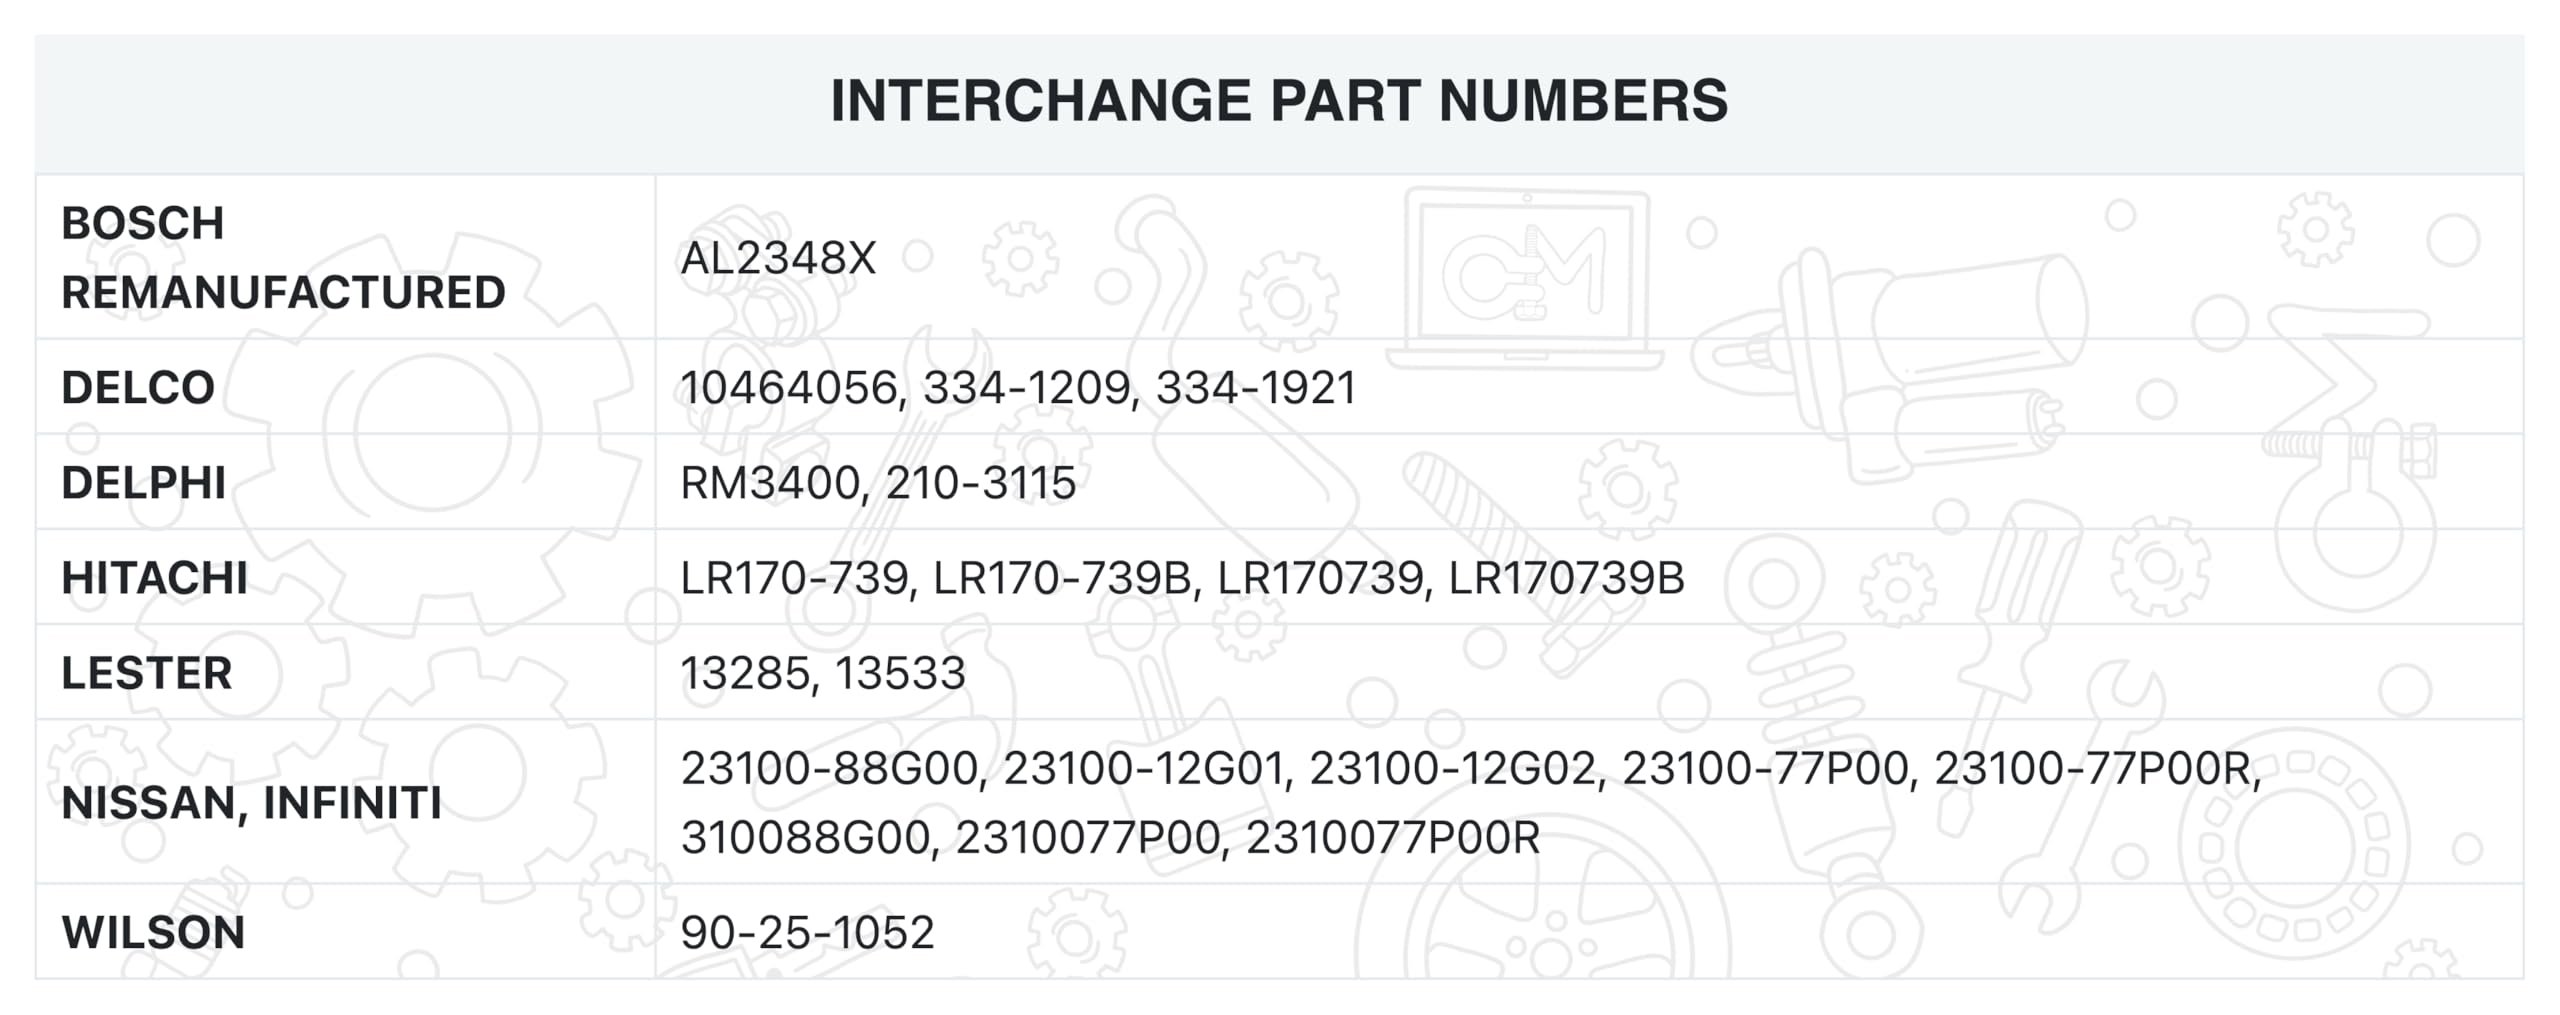 INTERCHANGE PART NUMBERS
BOSCH
REMANUFACTURED
AL2348X
DELCO
10464056, 334-1209, 334-1921
DELPHI
RM3400, 210-3115
HITACHI
LR170-739, LR170-739B, LR170739, LR170739B
LESTER
13285, 13533
NISSAN, INFINITI
23100-88G00, 23100-12G01, 23100-12G02, 23100-77P00, 23100-77P00R,
310088G00, 2310077P00, 2310077P00R
WILSON
90-25-1052
CM